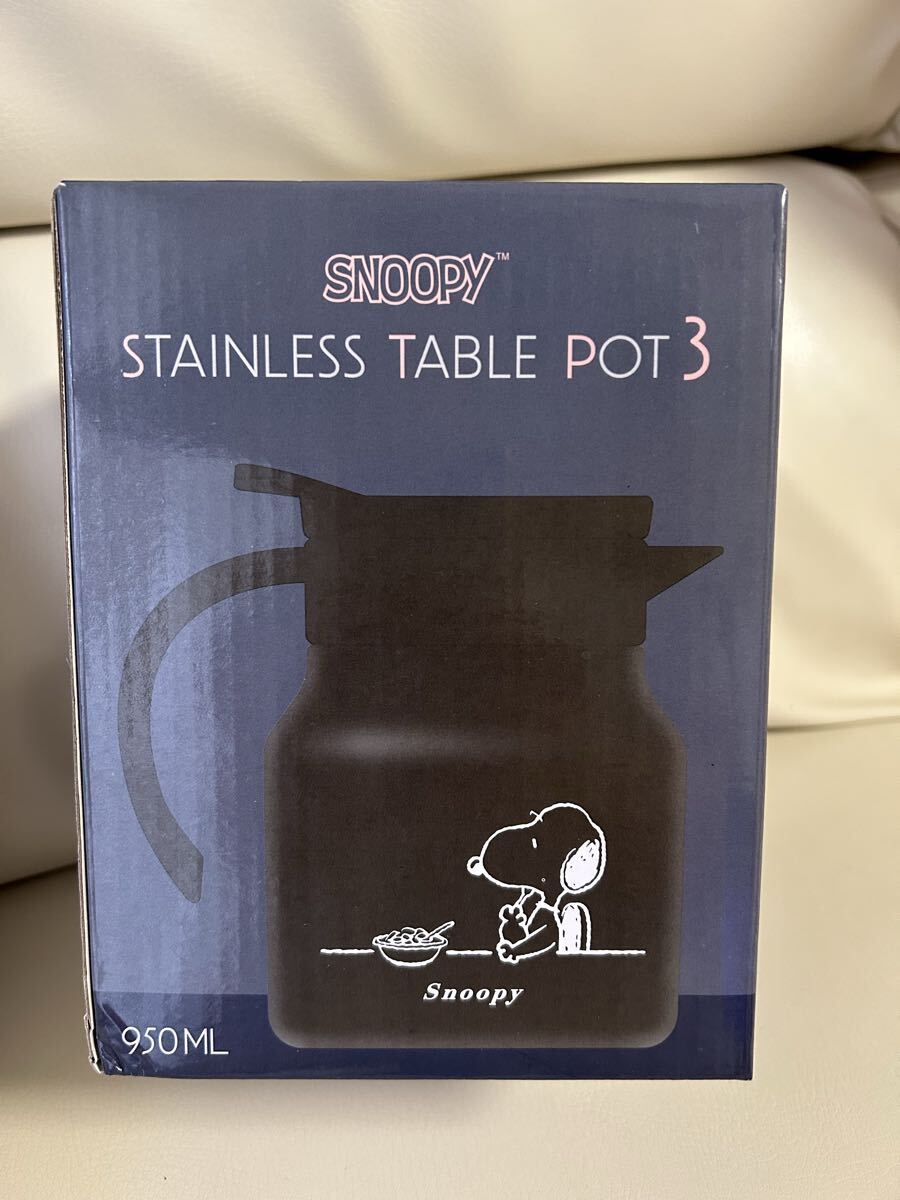 SNOOPY™
STAINLESS TABLE POT 3
Snoopy
950ML